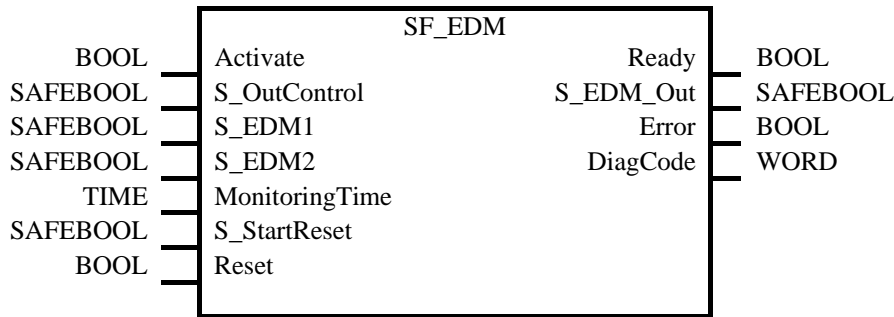 SF_EDM
BOOL Activate Ready BOOL
SAFEBOOL S_OutControl S_EDM_Out SAFEBOOL
SAFEBOOL S_EDM1 Error BOOL
SAFEBOOL S_EDM2 DiagCode WORD
TIME MonitoringTime
SAFEBOOL S_StartReset
BOOL Reset